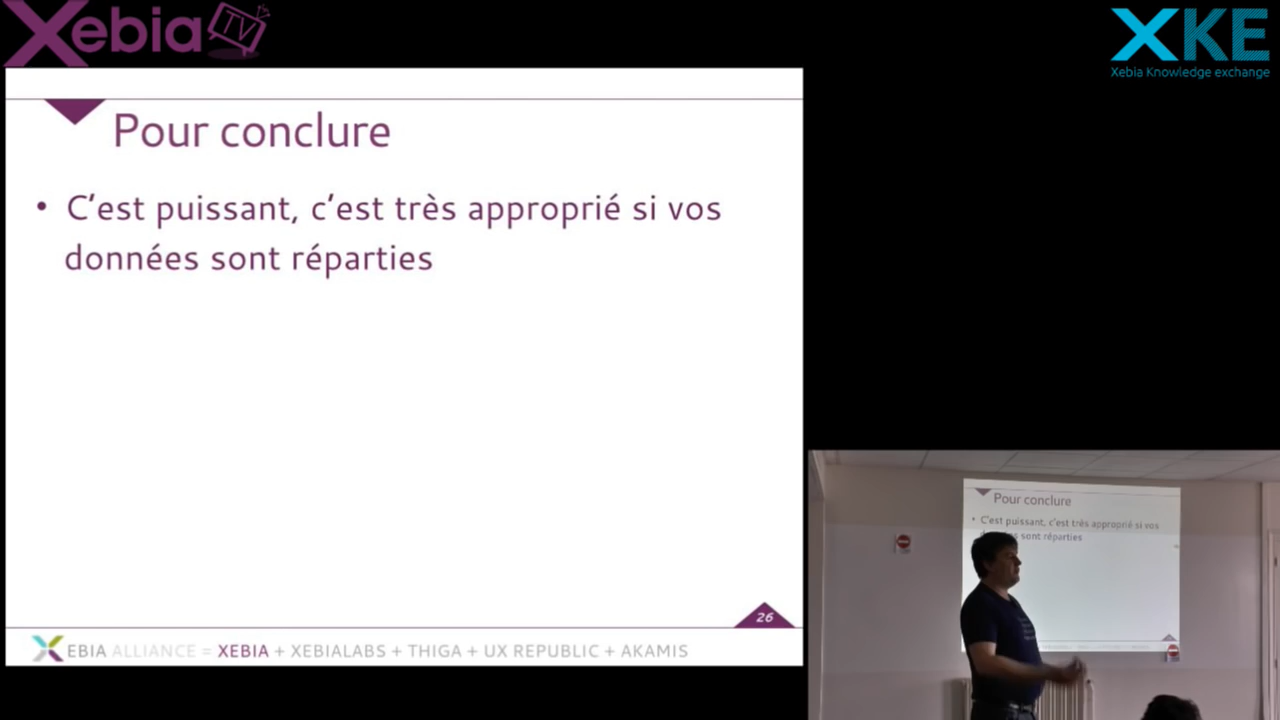 Xebia TV
XKE
Xebia Knowledge exchange
Pour conclure
• C'est puissant, c'est très approprié si vos
données sont réparties
26
XEBIA ALLIANCE = XEBIA + XEBIALABS + THIGA + UX REPUBLIC + AKAMIS
Pour conclure
• C'est puissant, c'est très approprié si vos
sont réparties